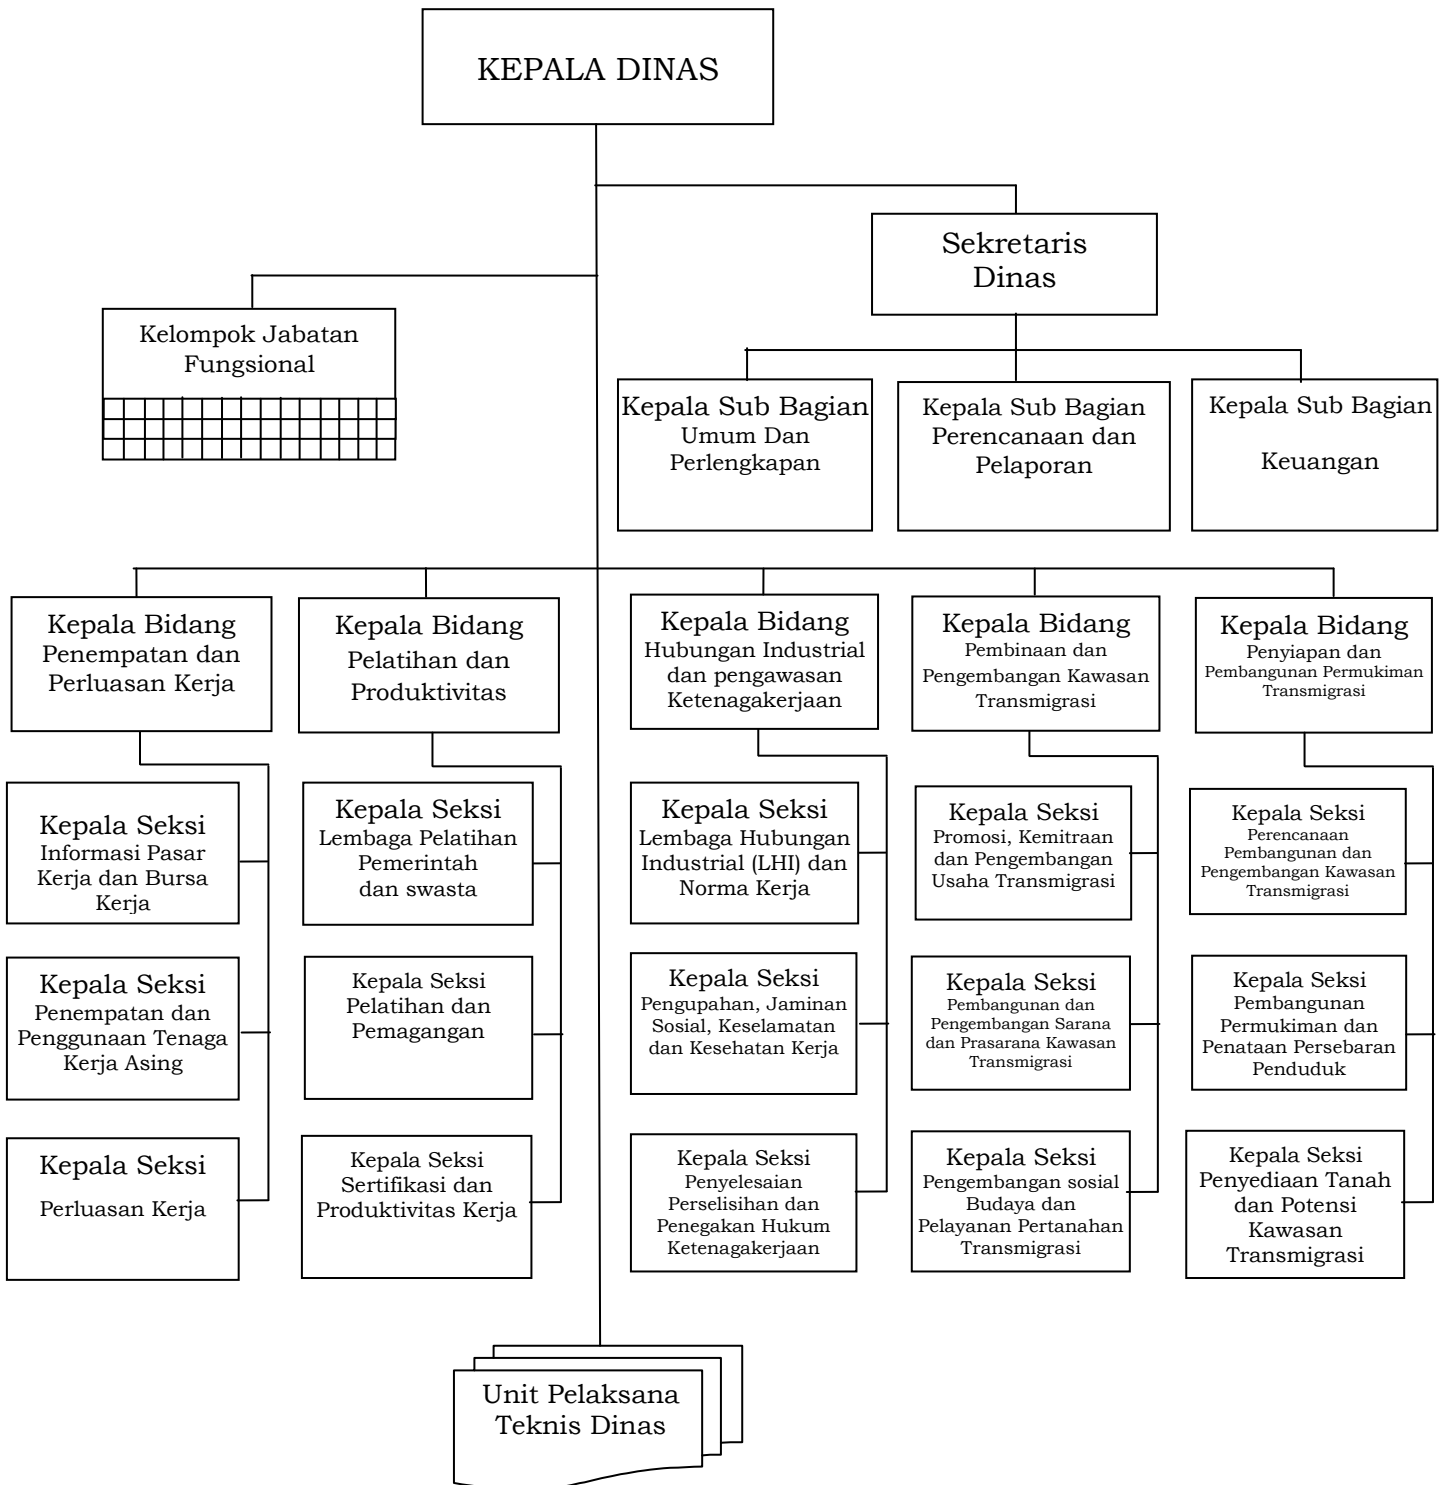 KEPALA DINAS
Sekretaris
Dinas
Kelompok Jabatan
Fungsional
Kepala Sub Bagian
Umum Dan
Perlengkapan
Kepala Sub Bagian
Perencanaan dan
Pelaporan
Kepala Sub Bagian
Keuangan
Kepala Bidang
Penempatan dan
Perluasan Kerja
Kepala Bidang
Pelatihan dan
Produktivitas
Kepala Bidang
Hubungan Industrial
dan pengawasan
Ketenagakerjaan
Kepala Bidang
Pembinaan dan
Pengembangan Kawasan
Transmigrasi
Kepala Bidang
Penyiapan dan
Pembangunan Permukiman
Transmigrasi
Kepala Seksi
Informasi Pasar
Kerja dan Bursa
Kerja
Kepala Seksi
Lembaga Pelatihan
Pemerintah
dan swasta
Kepala Seksi
Lembaga Hubungan
Industrial (LHI) dan
Norma Kerja
Kepala Seksi
Promosi, Kemitraan
dan Pengembangan
Usaha Transmigrasi
Kepala Seksi
Perencanaan
Pembangunan dan
Pengembangan Kawasan
Transmigrasi
Kepala Seksi
Penempatan dan
Penggunaan Tenaga
Kerja Asing
Kepala Seksi
Pelatihan dan
Pemagangan
Kepala Seksi
Pengupahan, Jaminan
Sosial, Keselamatan
dan Kesehatan Kerja
Kepala Seksi
Pembangunan dan
Pengembangan Sarana
dan Prasarana Kawasan
Transmigrasi
Kepala Seksi
Pembangunan
Permukiman dan
Penataan Persebaran
Penduduk
Kepala Seksi
Perluasan Kerja
Kepala Seksi
Sertifikasi dan
Produktivitas Kerja
Kepala Seksi
Penyelesaian
Perselisihan dan
Penegakan Hukum
Ketenagakerjaan
Kepala Seksi
Pengembangan sosial
Budaya dan
Pelayanan Pertanahan
Transmigrasi
Kepala Seksi
Penyediaan Tanah
dan Potensi
Kawasan
Transmigrasi
Unit Pelaksana
Teknis Dinas